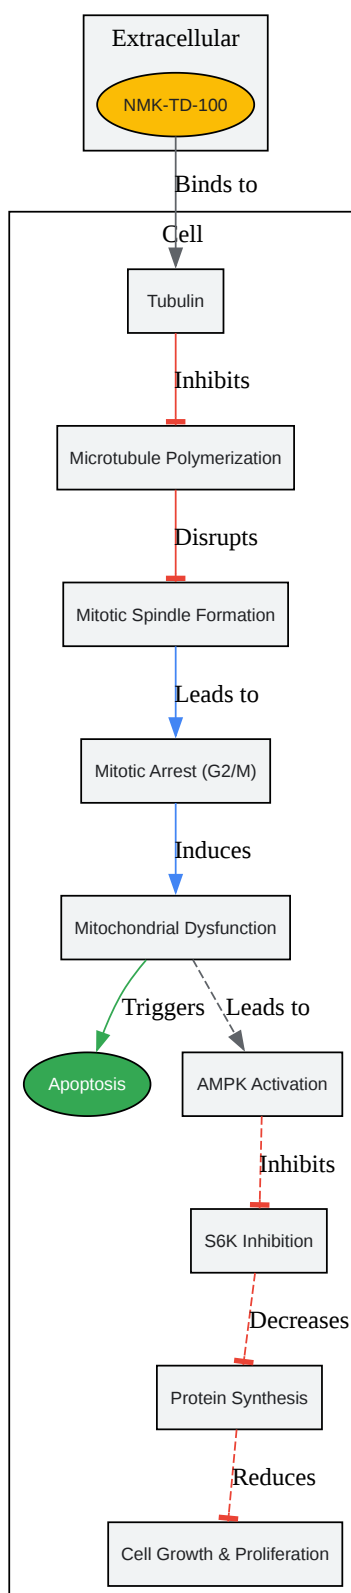 Extracellular
NMK-TD-100
Binds to
Cell
Tubulin
Inhibits
Microtubule Polymerization
Disrupts
Mitotic Spindle Formation
Leads to
Mitotic Arrest (G2/M)
Induces
Mitochondrial Dysfunction
Triggers
Leads to
Apoptosis
AMPK Activation
Inhibits
S6K Inhibition
Decreases
Protein Synthesis
Reduces
Cell Growth & Proliferation